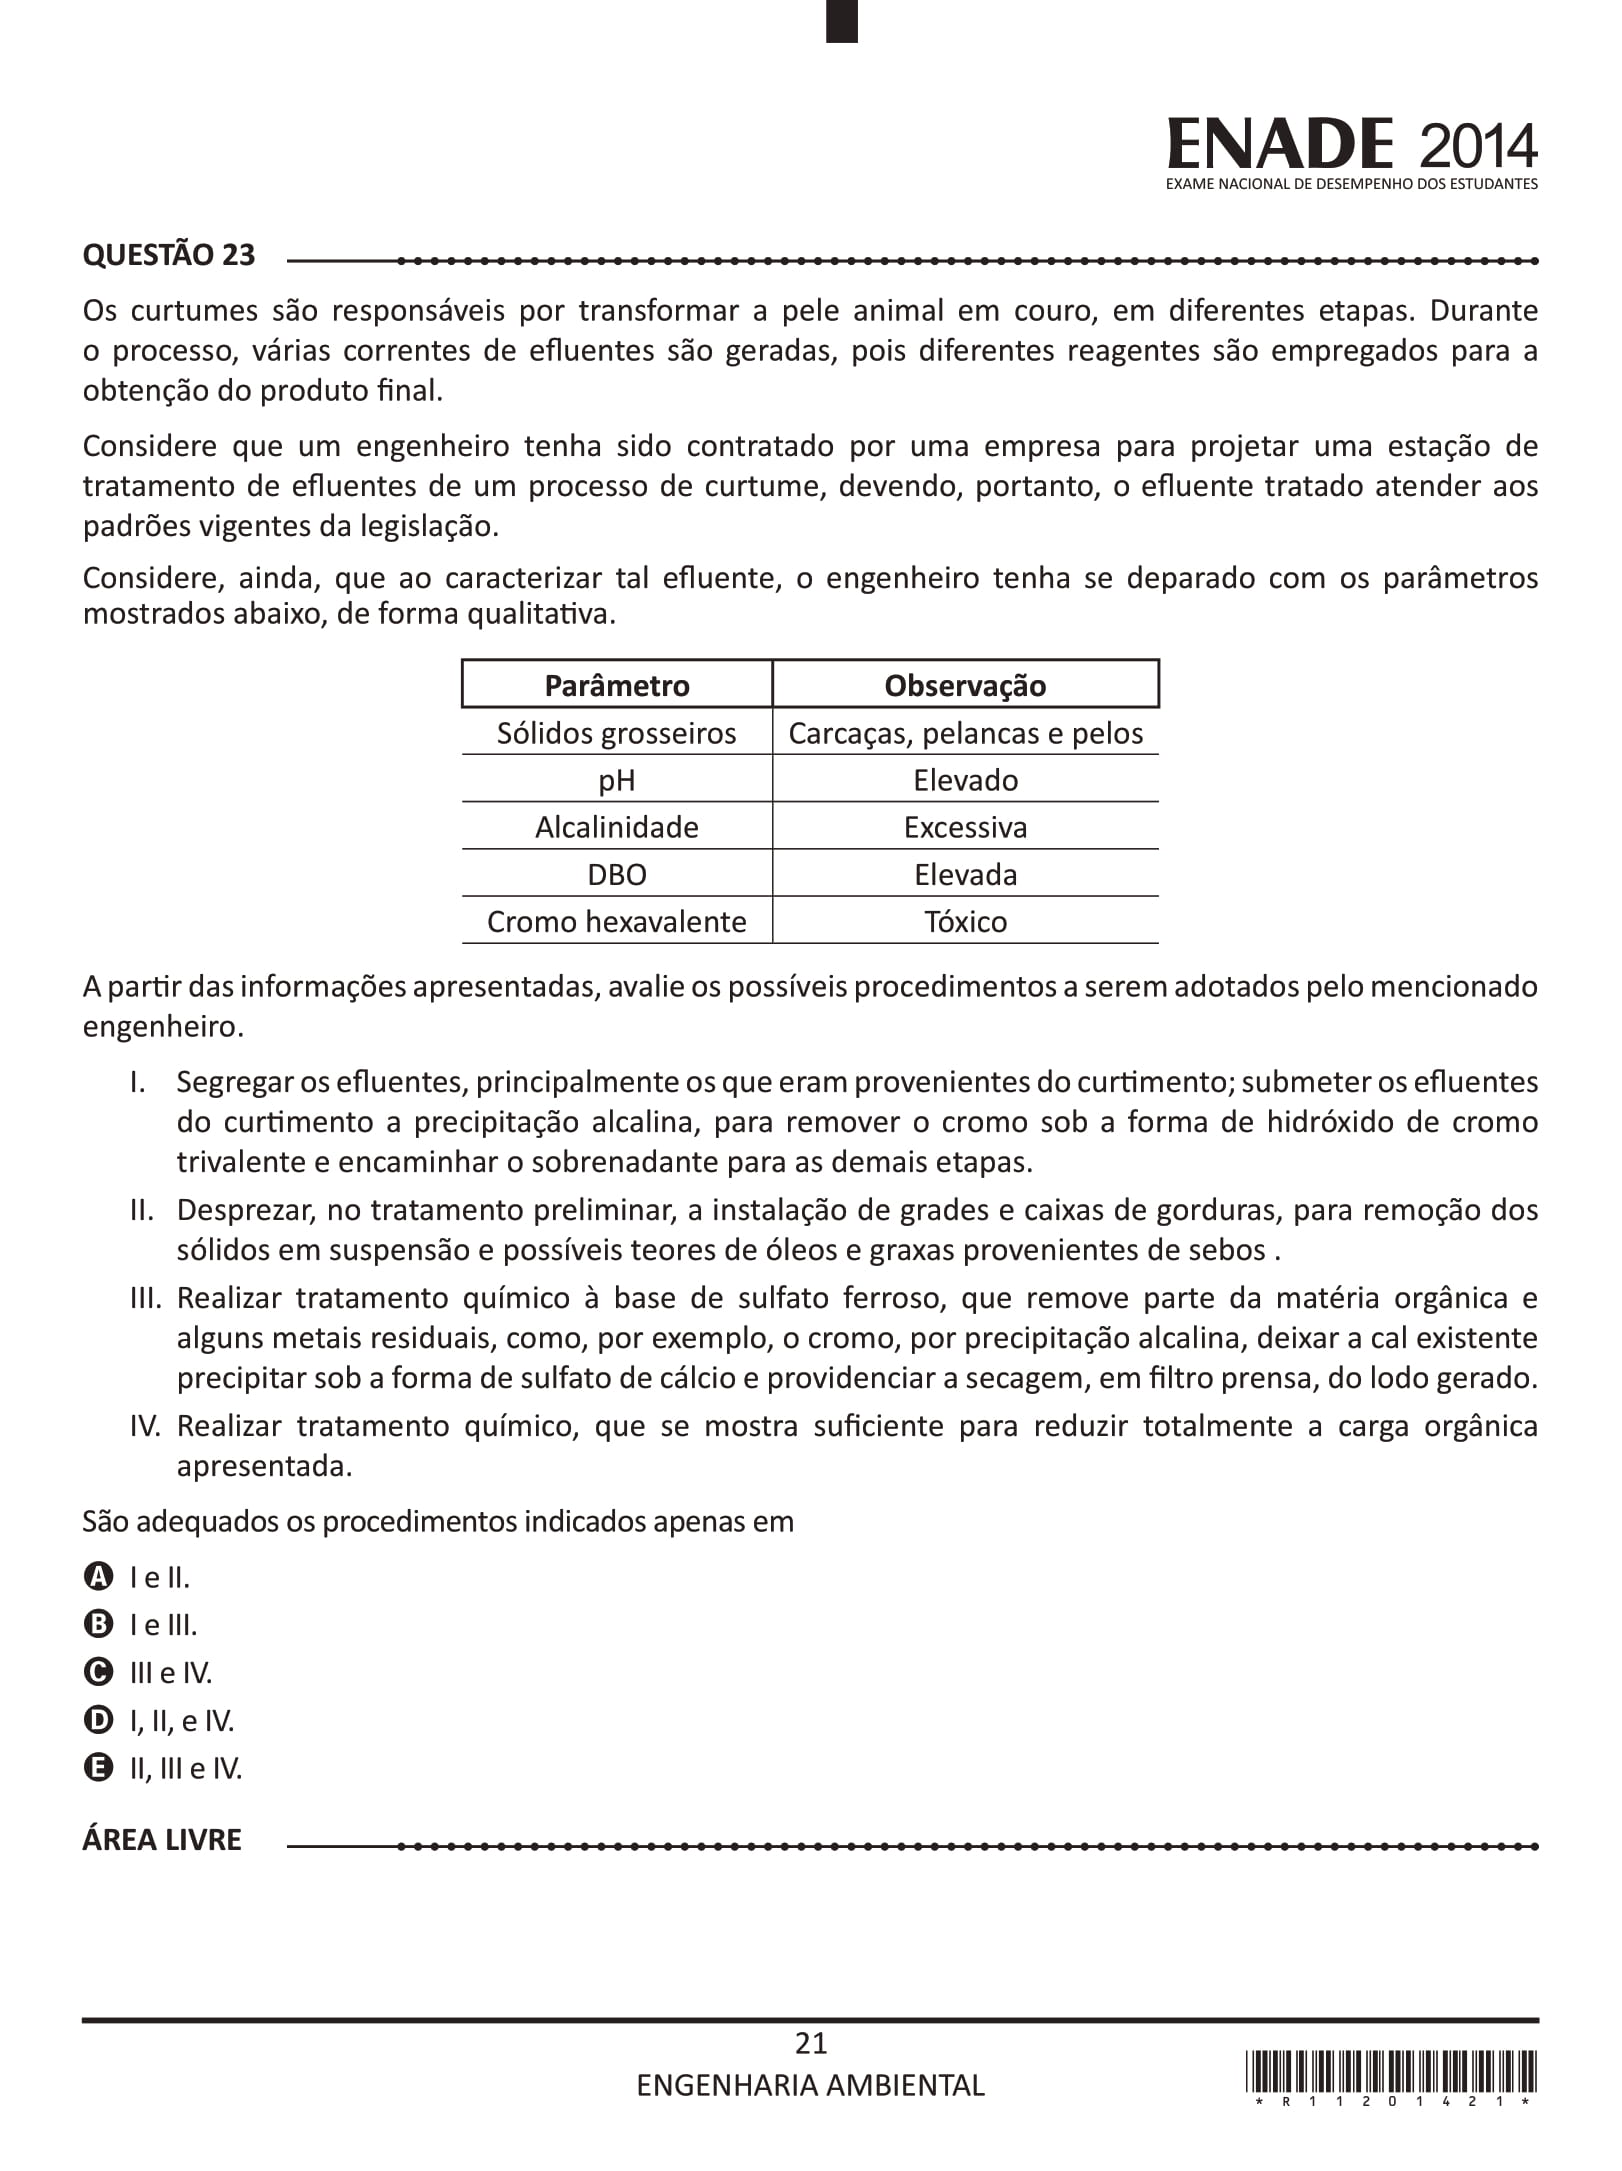 ENADE 2014
EXAME NACIONAL DE DESEMPENHO DOS ESTUDANTES
QUESTÃO 23
Os curtumes são responsáveis por transformar a pele animal em couro, em diferentes etapas. Durante
o processo, várias correntes de efluentes são geradas, pois diferentes reagentes são empregados para a
obtenção do produto final.
Considere que um engenheiro tenha sido contratado por uma empresa para projetar uma estação de
tratamento de efluentes de um processo de curtume, devendo, portanto, o efluente tratado atender aos
padrões vigentes da legislação.
Considere, ainda, que ao caracterizar tal efluente, o engenheiro tenha se deparado com os parâmetros
mostrados abaixo, de forma qualitativa.
Parâmetro Observação
Sólidos grosseiros Carcaças, pelancas e pelos
pH Elevado
Alcalinidade Excessiva
DBO Elevada
Cromo hexavalente Tóxico
A partir das informações apresentadas, avalie os possíveis procedimentos a serem adotados pelo mencionado
engenheiro.
I. Segregar os efluentes, principalmente os que eram provenientes do curtimento; submeter os efluentes
do curtimento a precipitação alcalina, para remover o cromo sob a forma de hidróxido de cromo
trivalente e encaminhar o sobrenadante para as demais etapas.
II. Desprezar, no tratamento preliminar, a instalação de grades e caixas de gorduras, para remoção dos
sólidos em suspensão e possíveis teores de óleos e graxas provenientes de sebos .
III. Realizar tratamento químico à base de sulfato ferroso, que remove parte da matéria orgânica e
alguns metais residuais, como, por exemplo, o cromo, por precipitação alcalina, deixar a cal existente
precipitar sob a forma de sulfato de cálcio e providenciar a secagem, em filtro prensa, do lodo gerado.
IV. Realizar tratamento químico, que se mostra suficiente para reduzir totalmente a carga orgânica
apresentada.
São adequados os procedimentos indicados apenas em
A I e II.
B I e III.
C III e IV.
D I, II, e IV.
E II, III e IV.
ÁREA LIVRE
21
ENGENHARIA AMBIENTAL
*R11201421*